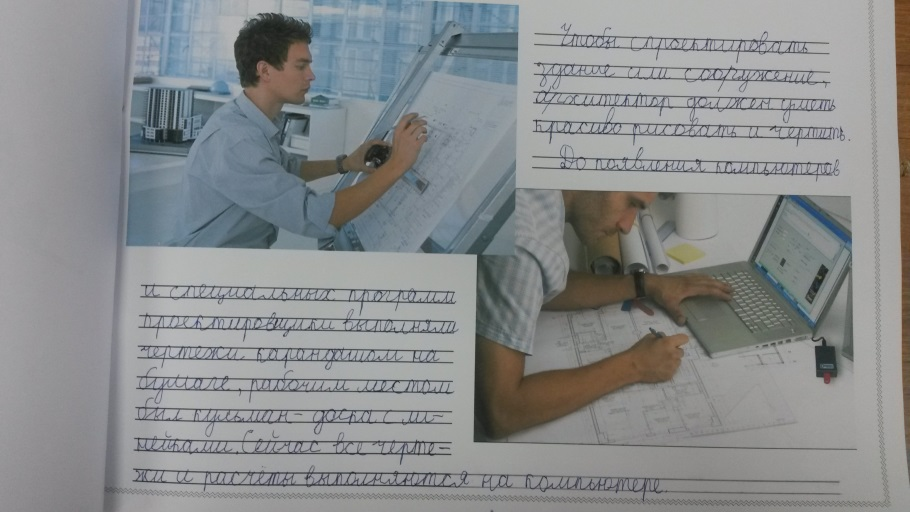 Чтобы спроектировать
здание или сооружение,
архитектор должен уметь
красиво рисовать и чертить.
До появления компьютеров
и специальных программ
проектировщики выполняли
чертежи карандашом на
бумаге, рабочим местом
был кульман - доска с ли-
нейками. Сейчас все черте-
жи и расчёты выполняются на компьютере.